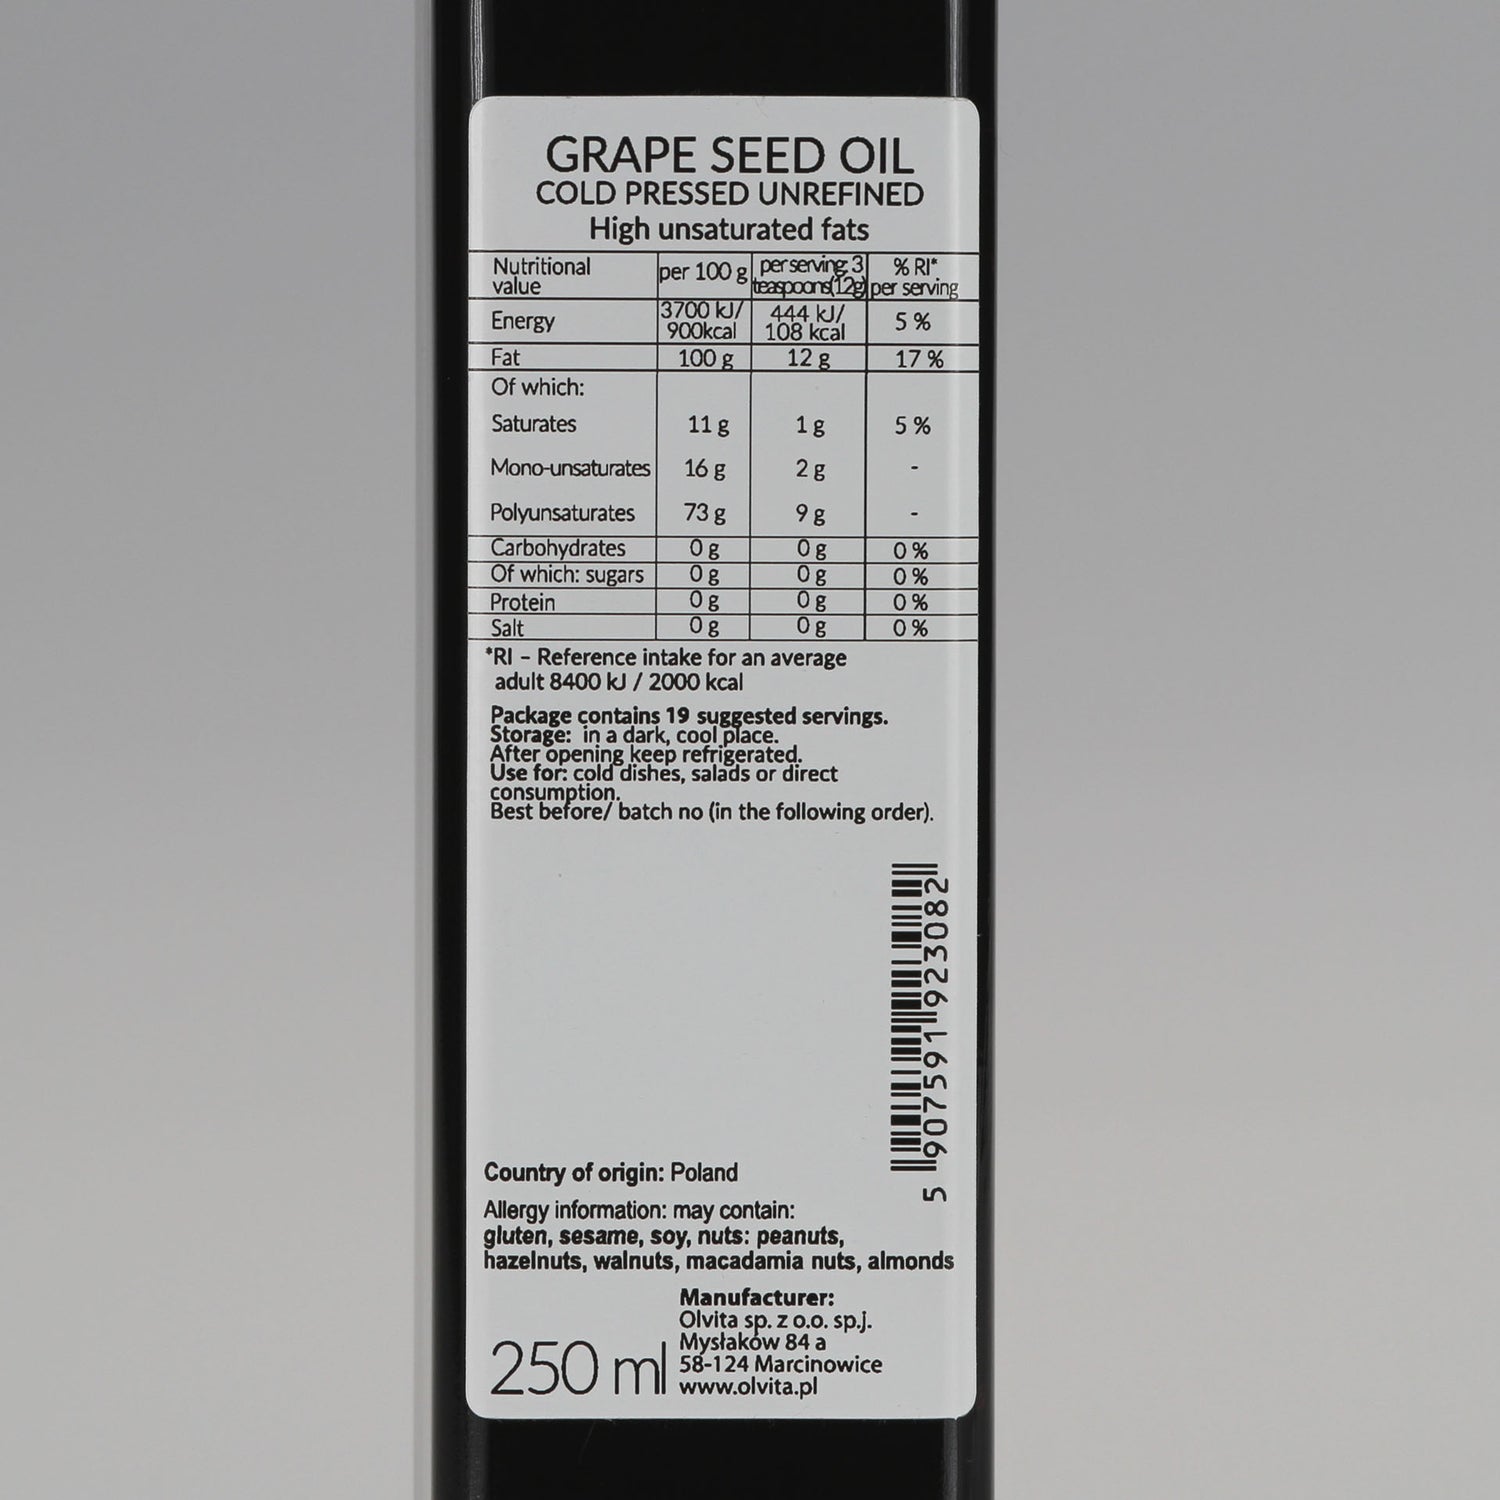 GRAPE SEED OIL
COLD PRESSED UNREFINED
High unsaturated fats
Nutritional value per 100 g per serving 3 teaspoons(12g) % RI* per serving
Energy 3700 kJ/ 900kcal 444 kJ/ 108 kcal 5 %
Fat 100 g 12 g 17 %
Of which:
Saturates 11 g 1 g 5 %
Mono-unsaturates 16 g 2 g -
Polyunsaturates 73 g 9 g -
Carbohydrates 0 g 0 g 0 %
Of which: sugars 0 g 0 g 0 %
Protein 0 g 0 g 0 %
Salt 0 g 0 g 0 %
*RI – Reference intake for an average
adult 8400 kJ / 2000 kcal
Package contains 19 suggested servings.
Storage: in a dark, cool place.
After opening keep refrigerated.
Use for: cold dishes, salads or direct
consumption.
Best before/ batch no (in the following order).
5 907591 923082
Country of origin: Poland
Allergy information: may contain:
gluten, sesame, soy, nuts: peanuts,
hazelnuts, walnuts, macadamia nuts, almonds
250 ml
Manufacturer:
Olvita sp. z o.o. sp.j.
Mysłaków 84 a
58-124 Marcinowice
www.olvita.pl